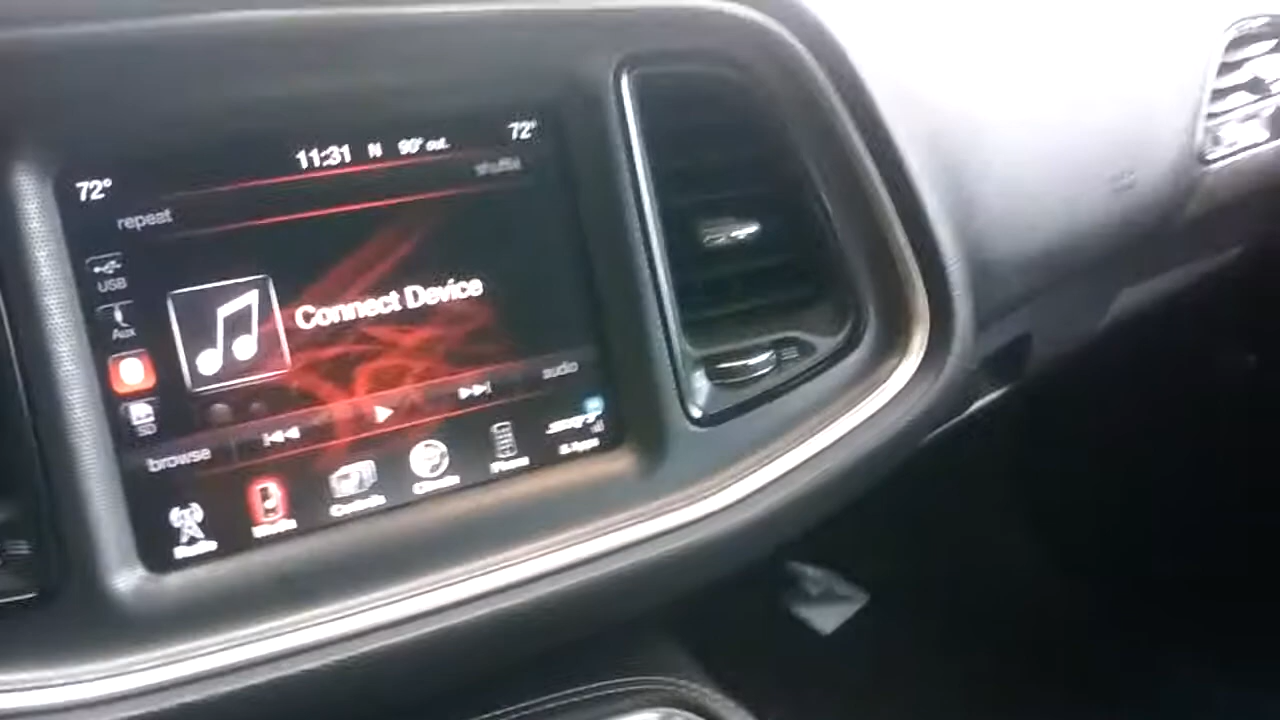 11:31 N 90° out.
72°
72°
shuffle
repeat
USB
Aux
Connect Device
SD
browse
audio
Radio
Media
Controls
Climate
Phone